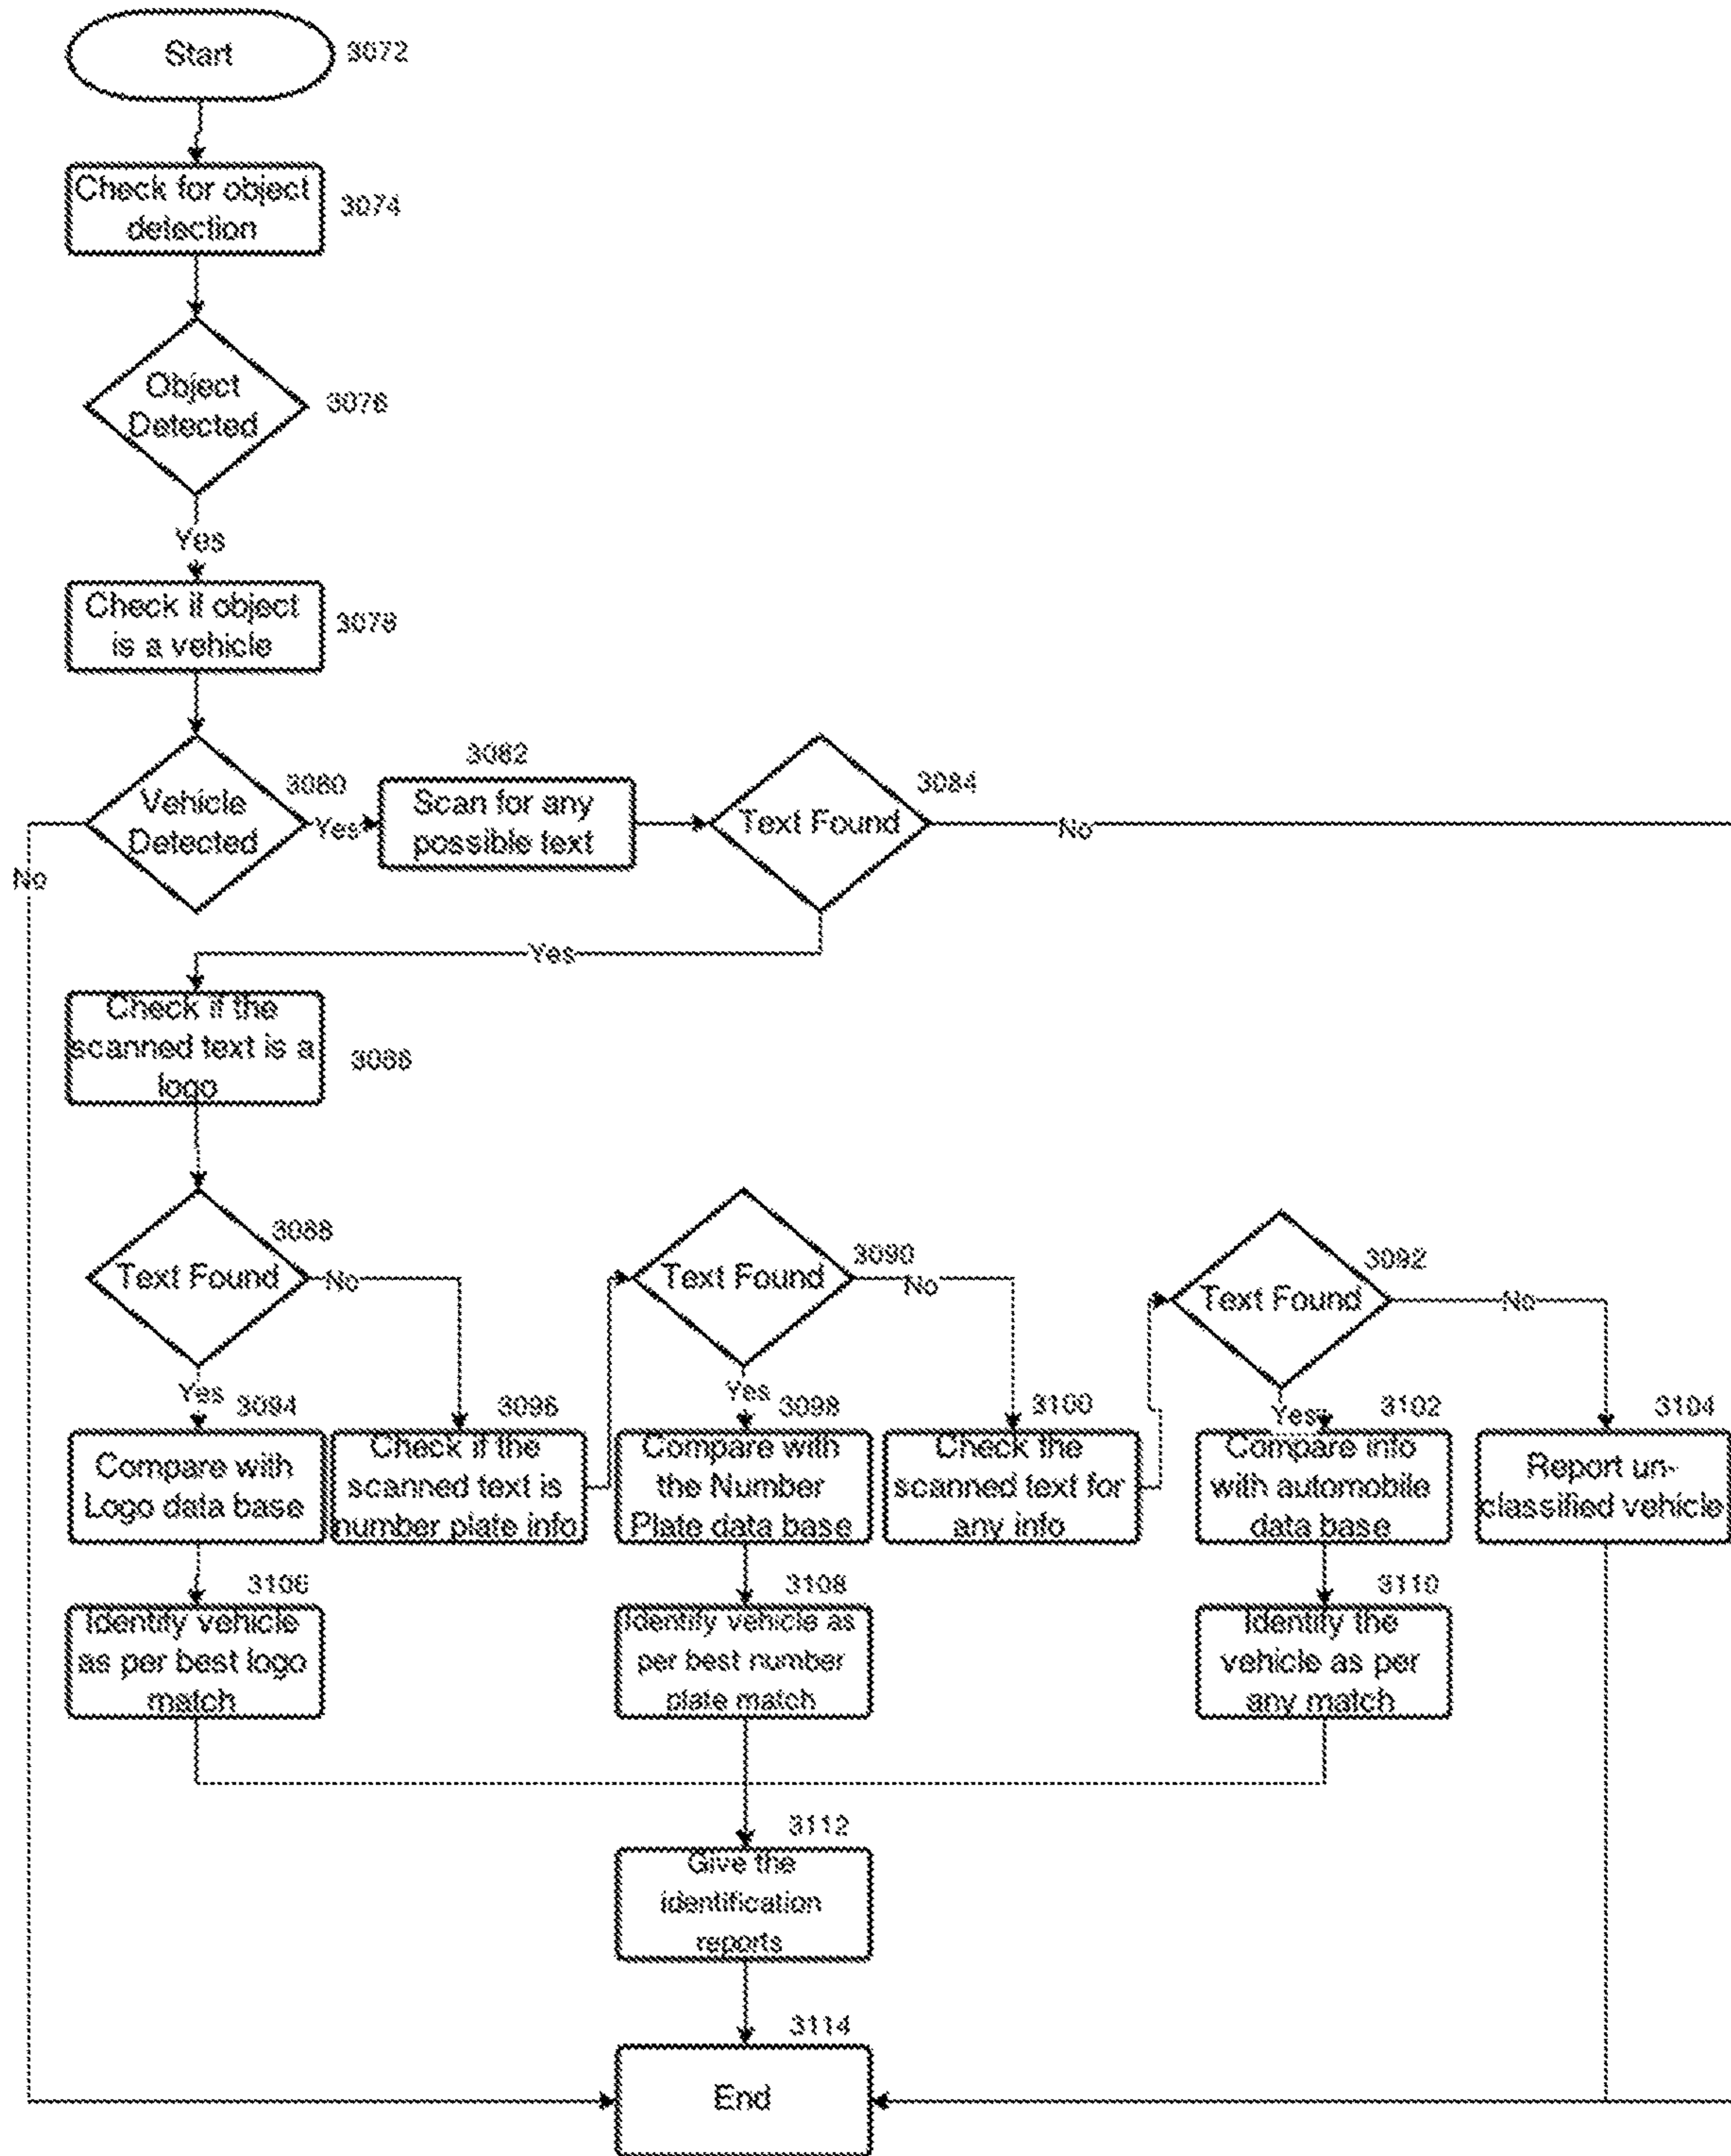 Start
3072
Check for object
detection
3074
Object
Detected
3076
Yes
Check if object
is a vehicle
3078
Vehicle
Detected
3080
Yes
No
3082
Scan for any
possible text
Text Found
3084
No
Yes
Check if the
scanned text is a
logo
3086
Text Found
3088
No
Text Found
3090
No
Text Found
3092
No
Yes
3094
Compare with
Logo data base
3096
Check if the
scanned text is
number plate info
Yes
3098
Compare with
the Number
Plate data base
3100
Check the
scanned text for
any info
Yes
3102
Compare info
with automobile
data base
3104
Report un-
classified vehicle
3106
Identify vehicle
as per best logo
match
3108
Identify vehicle as
per best number
plate match
3110
Identify the
vehicle as per
any match
3112
Give the
identification
reports
3114
End